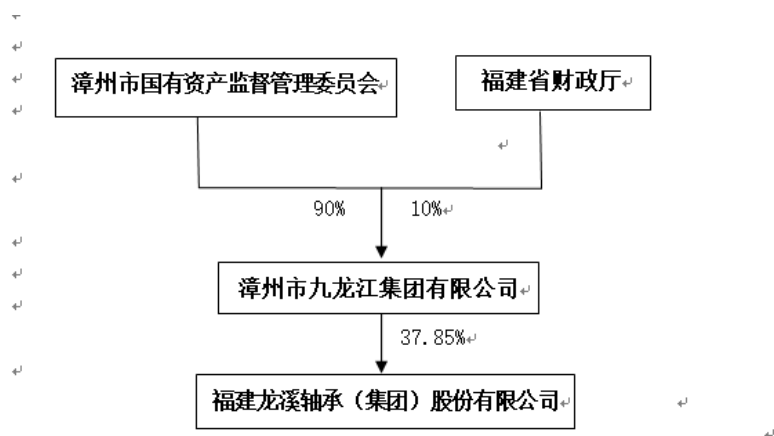 漳州市国有资产监督管理委员会
福建省财政厅
90%
10%
漳州市九龙江集团有限公司
37.85%
福建龙溪轴承（集团）股份有限公司